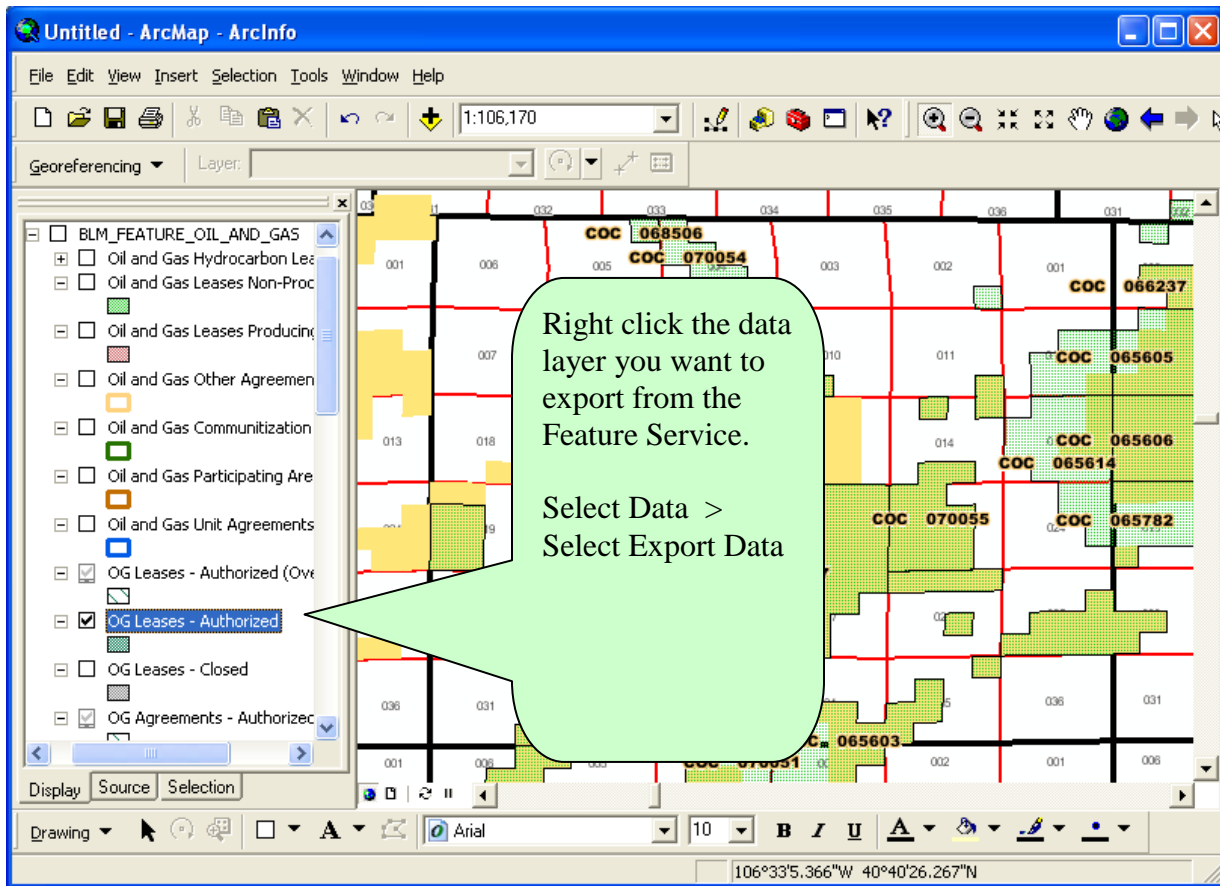 Untitled - ArcMap - ArcInfo
File Edit View Insert Selection Tools Window Help
1:106,170
Georeferencing Layer:
BLM_FEATURE_OIL_AND_GAS
Oil and Gas Hydrocarbon Lea
Oil and Gas Leases Non-Proc
Oil and Gas Leases Producing
Oil and Gas Other Agreemen
Oil and Gas Communitization
Oil and Gas Participating Are
Oil and Gas Unit Agreements
OG Leases - Authorized (Ove
OG Leases - Authorized
OG Leases - Closed
OG Agreements - Authorized
Display Source Selection
032 033 034 035 036 031
COC 068506
COC 070054
001 006 005 003 002 001
COC 066237
Right click the data
layer you want to
export from the
Feature Service.
Select Data >
Select Export Data
007 010 011
COC 065605
013 018 014
COC 065606
COC 065614
COC 070055
COC 065782
036 031 036 031
COC 065603
COC 070051
001 006 005 002 001 006
Drawing A Arial 10 B I U A
106°33'5.366"W 40°40'26.267"N